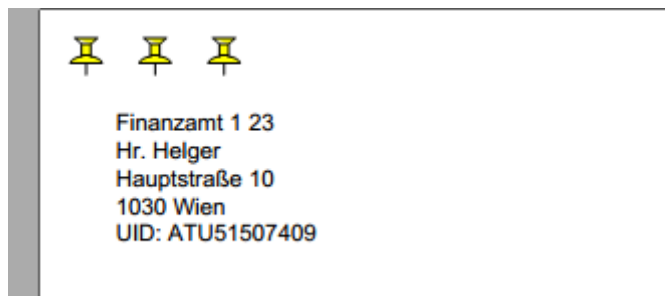 Finanzamt 1 23
Hr. Helger
Hauptstraße 10
1030 Wien
UID: ATU51507409